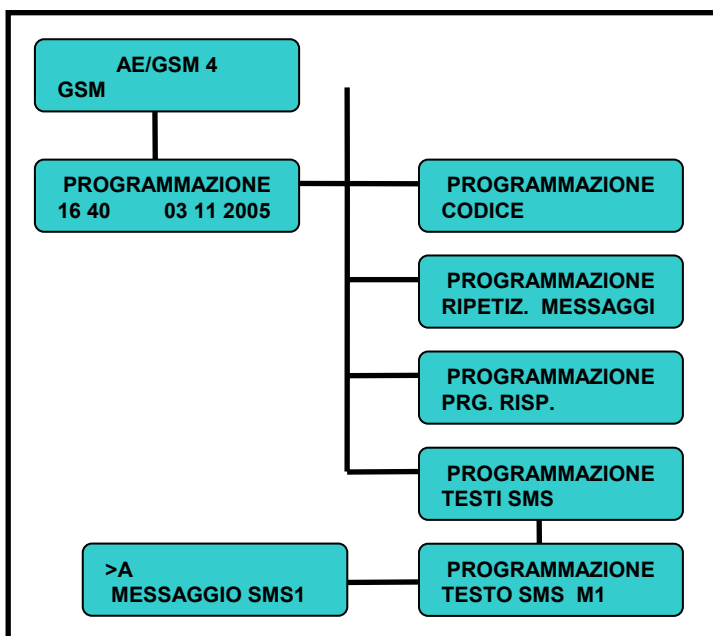 AE/GSM 4
GSM
PROGRAMMAZIONE
16 40 03 11 2005
PROGRAMMAZIONE
CODICE
PROGRAMMAZIONE
RIPETIZ. MESSAGGI
PROGRAMMAZIONE
PRG. RISP.
PROGRAMMAZIONE
TESTI SMS
>A
MESSAGGIO SMS1
PROGRAMMAZIONE
TESTO SMS M1